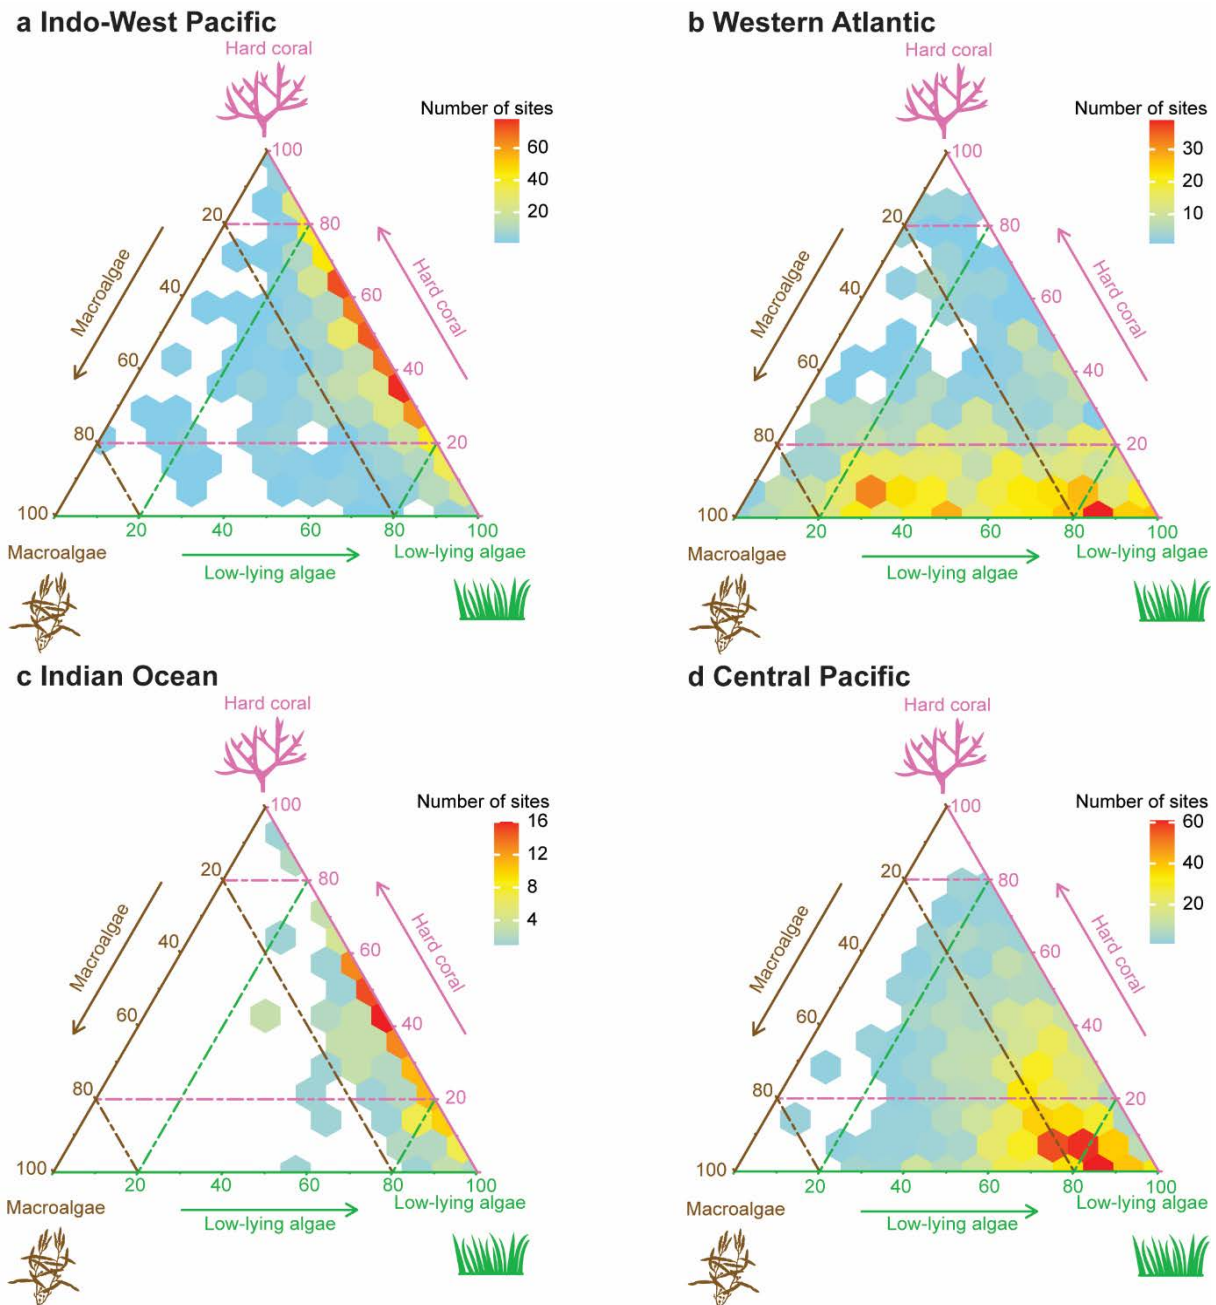 a Indo-West Pacific
Hard coral
Number of sites
60
40
20
100
80
60
40
20
Hard coral
20
40
60
80
100
Macroalgae
20
40
60
80
100
Macroalgae
Low-lying algae
Low-lying algae
b Western Atlantic
Hard coral
Number of sites
30
20
10
100
80
60
40
20
Hard coral
20
40
60
80
100
Macroalgae
20
40
60
80
100
Macroalgae
Low-lying algae
Low-lying algae
c Indian Ocean
Hard coral
Number of sites
16
12
8
4
100
80
60
40
20
Hard coral
20
40
60
80
100
Macroalgae
20
40
60
80
100
Macroalgae
Low-lying algae
Low-lying algae
d Central Pacific
Hard coral
Number of sites
60
40
20
100
80
60
40
20
Hard coral
20
40
60
80
100
Macroalgae
20
40
60
80
100
Macroalgae
Low-lying algae
Low-lying algae